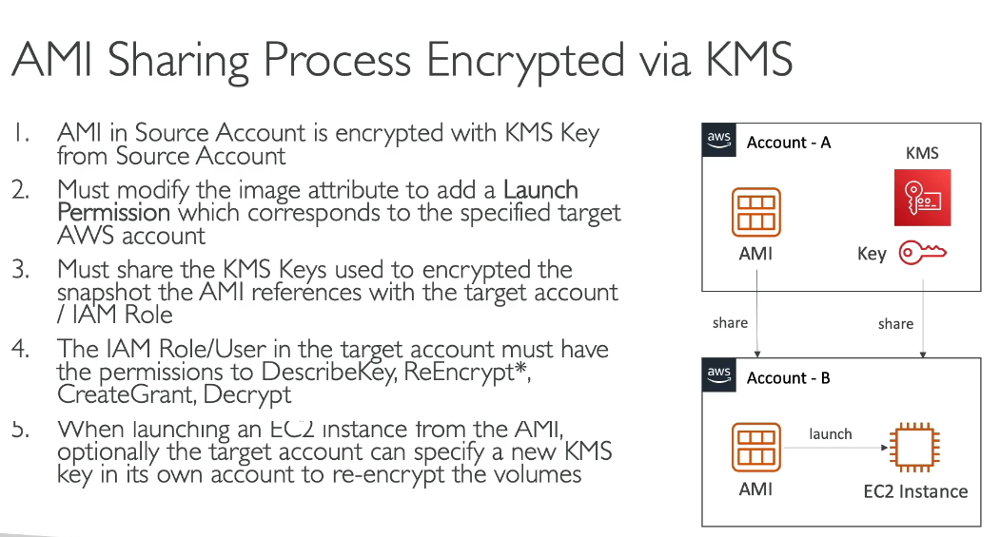 AMI Sharing Process Encrypted via KMS
1. AMI in Source Account is encrypted with KMS Key
from Source Account
2. Must modify the image attribute to add a Launch
Permission which corresponds to the specified target
AWS account
3. Must share the KMS Keys used to encrypted the
snapshot the AMI references with the target account
/ IAM Role
4. The IAM Role/User in the target account must have
the permissions to DescribeKey, ReEncrypt*,
CreateGrant, Decrypt
5. When launching an EC2 instance from the AMI,
optionally the target account can specify a new KMS
key in its own account to re-encrypt the volumes
aws
Account - A
KMS
AMI
Key
share
share
aws
Account - B
launch
AMI
EC2 Instance